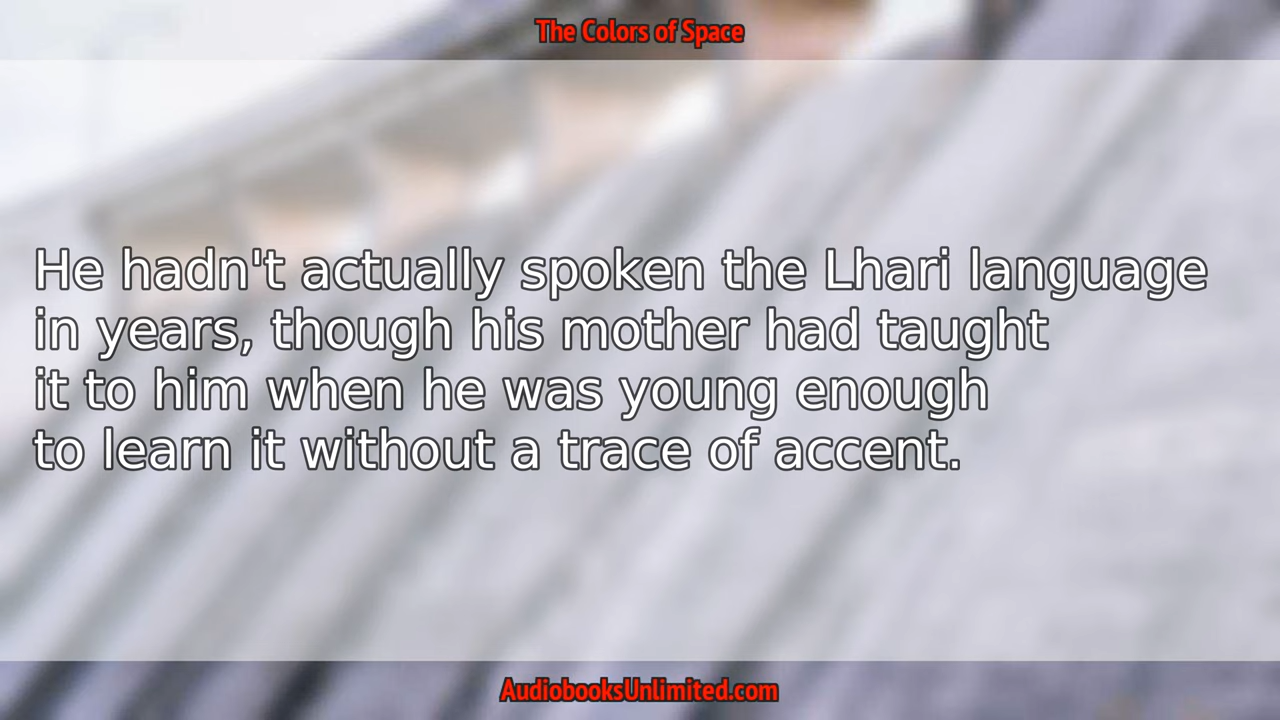 The Colors of Space
He hadn't actually spoken the Lhari language
in years, though his mother had taught
it to him when he was young enough
to learn it without a trace of accent.
AudiobooksUnlimited.com